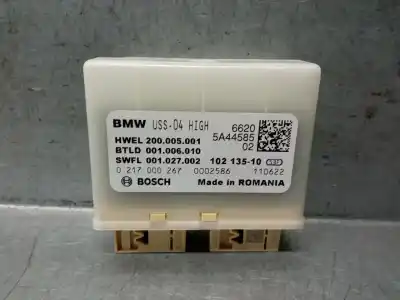 BMW USS-04 HIGH 6620
5A44585
HWEL 200.005.001 02
BTLD 001.006.010
SWFL 001.027.002 102 135-10
0 217 000 267 0002586 110622
BOSCH Made in ROMANIA